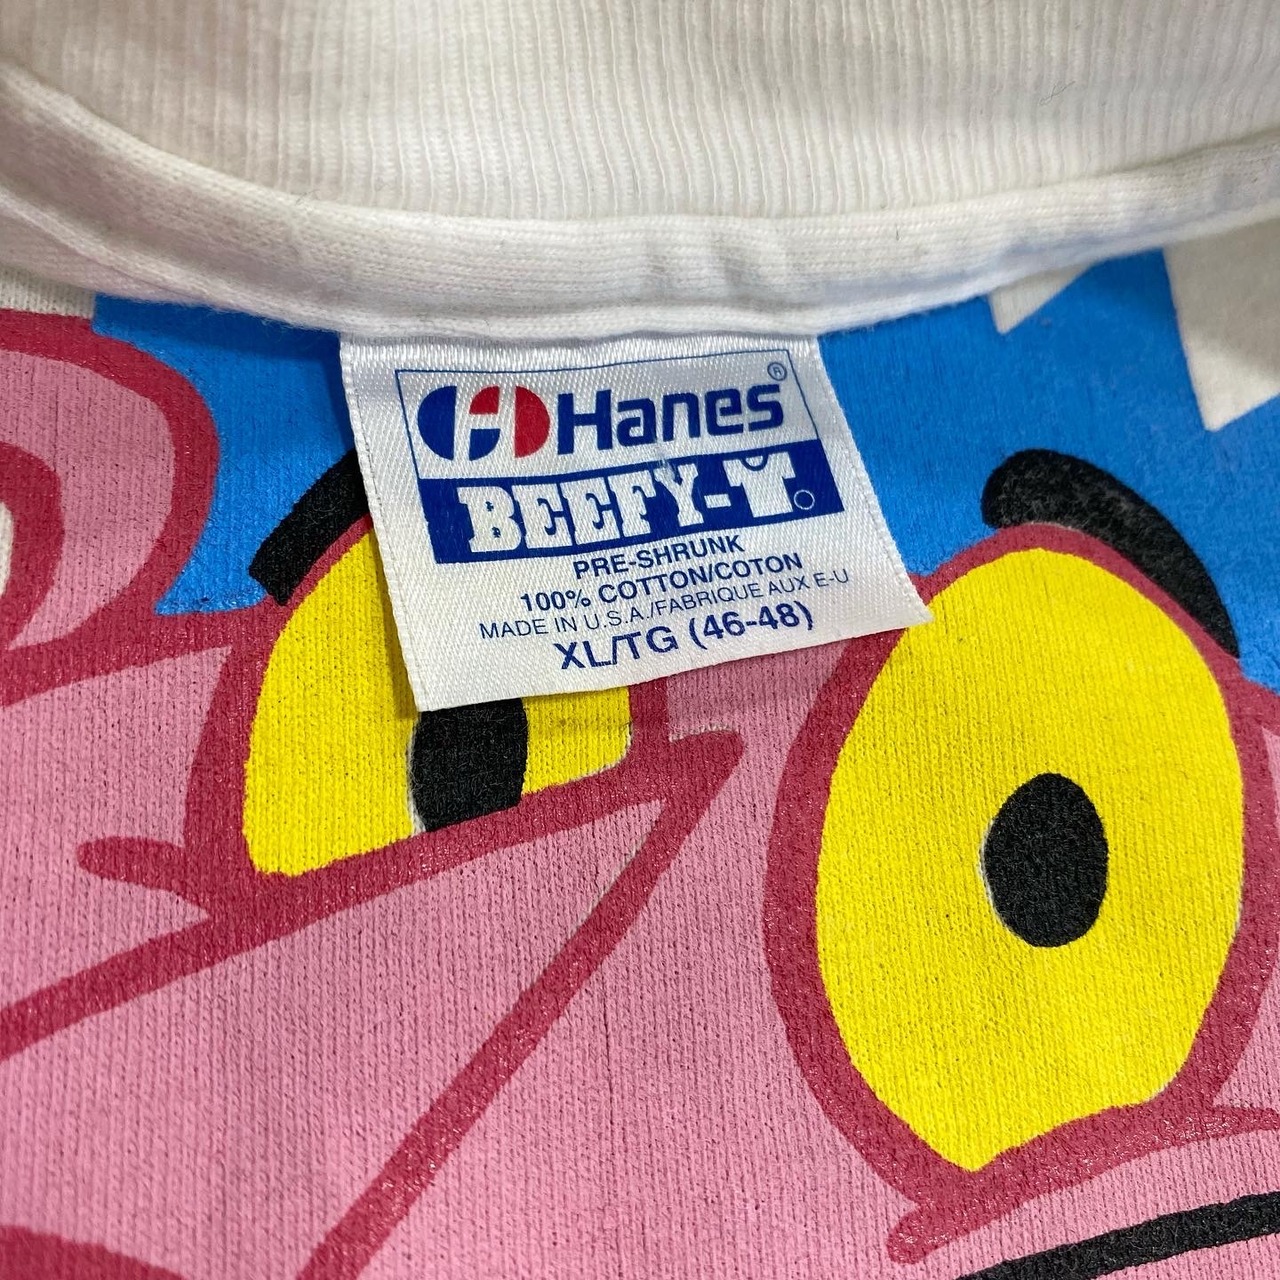 Hanes®
BEEFY-T®
PRE-SHRUNK
100% COTTON/COTON
MADE IN U.S.A./FABRIQUE AUX E-U
XL/TG (46-48)